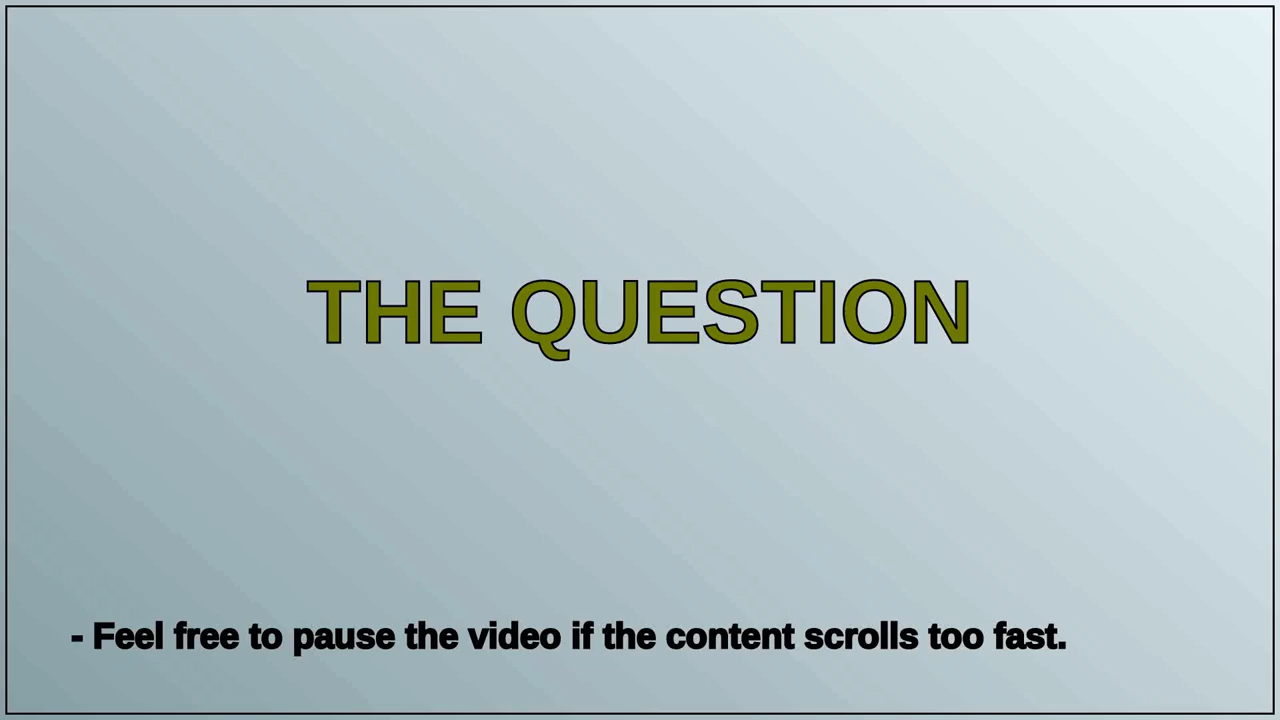 THE QUESTION
- Feel free to pause the video if the content scrolls too fast.